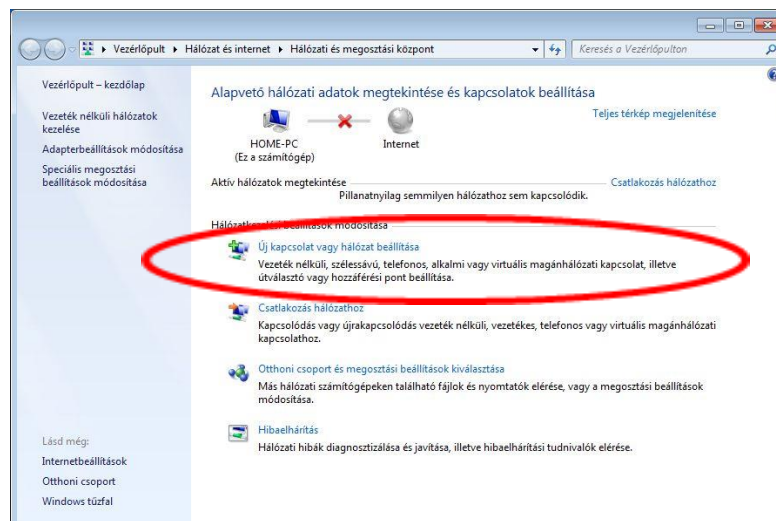 Vezérlőpult ▸ Hálózat és internet ▸ Hálózati és megosztási központ
Keresés a Vezérlőpulton
Vezérlőpult – kezdőlap
Vezeték nélküli hálózatok
kezelése
Adapterbeállítások módosítása
Speciális megosztási
beállítások módosítása
Alapvető hálózati adatok megtekintése és kapcsolatok beállítása
Teljes térkép megjelenítése
HOME-PC
(Ez a számítógép)
Internet
Aktív hálózatok megtekintése
Csatlakozás hálózathoz
Pillanatnyilag semmilyen hálózathoz sem kapcsolódik.
Hálózatkezelési beállítások módosítása
Új kapcsolat vagy hálózat beállítása
Vezeték nélküli, szélessávú, telefonos, alkalmi vagy virtuális magánhálózati kapcsolat, illetve
útválasztó vagy hozzáférési pont beállítása.
Csatlakozás hálózathoz
Kapcsolódás vagy újrakapcsolódás vezeték nélküli, vezetékes, telefonos vagy virtuális magánhálózati
kapcsolathoz.
Otthoni csoport és megosztási beállítások kiválasztása
Más hálózati számítógépeken található fájlok és nyomtatók elérése, vagy a megosztási beállítások
módosítása.
Hibaelhárítás
Hálózati hibák diagnosztizálása és javítása, illetve hibaelhárítási tudnivalók elérése.
Lásd még:
Internetbeállítások
Otthoni csoport
Windows tűzfal